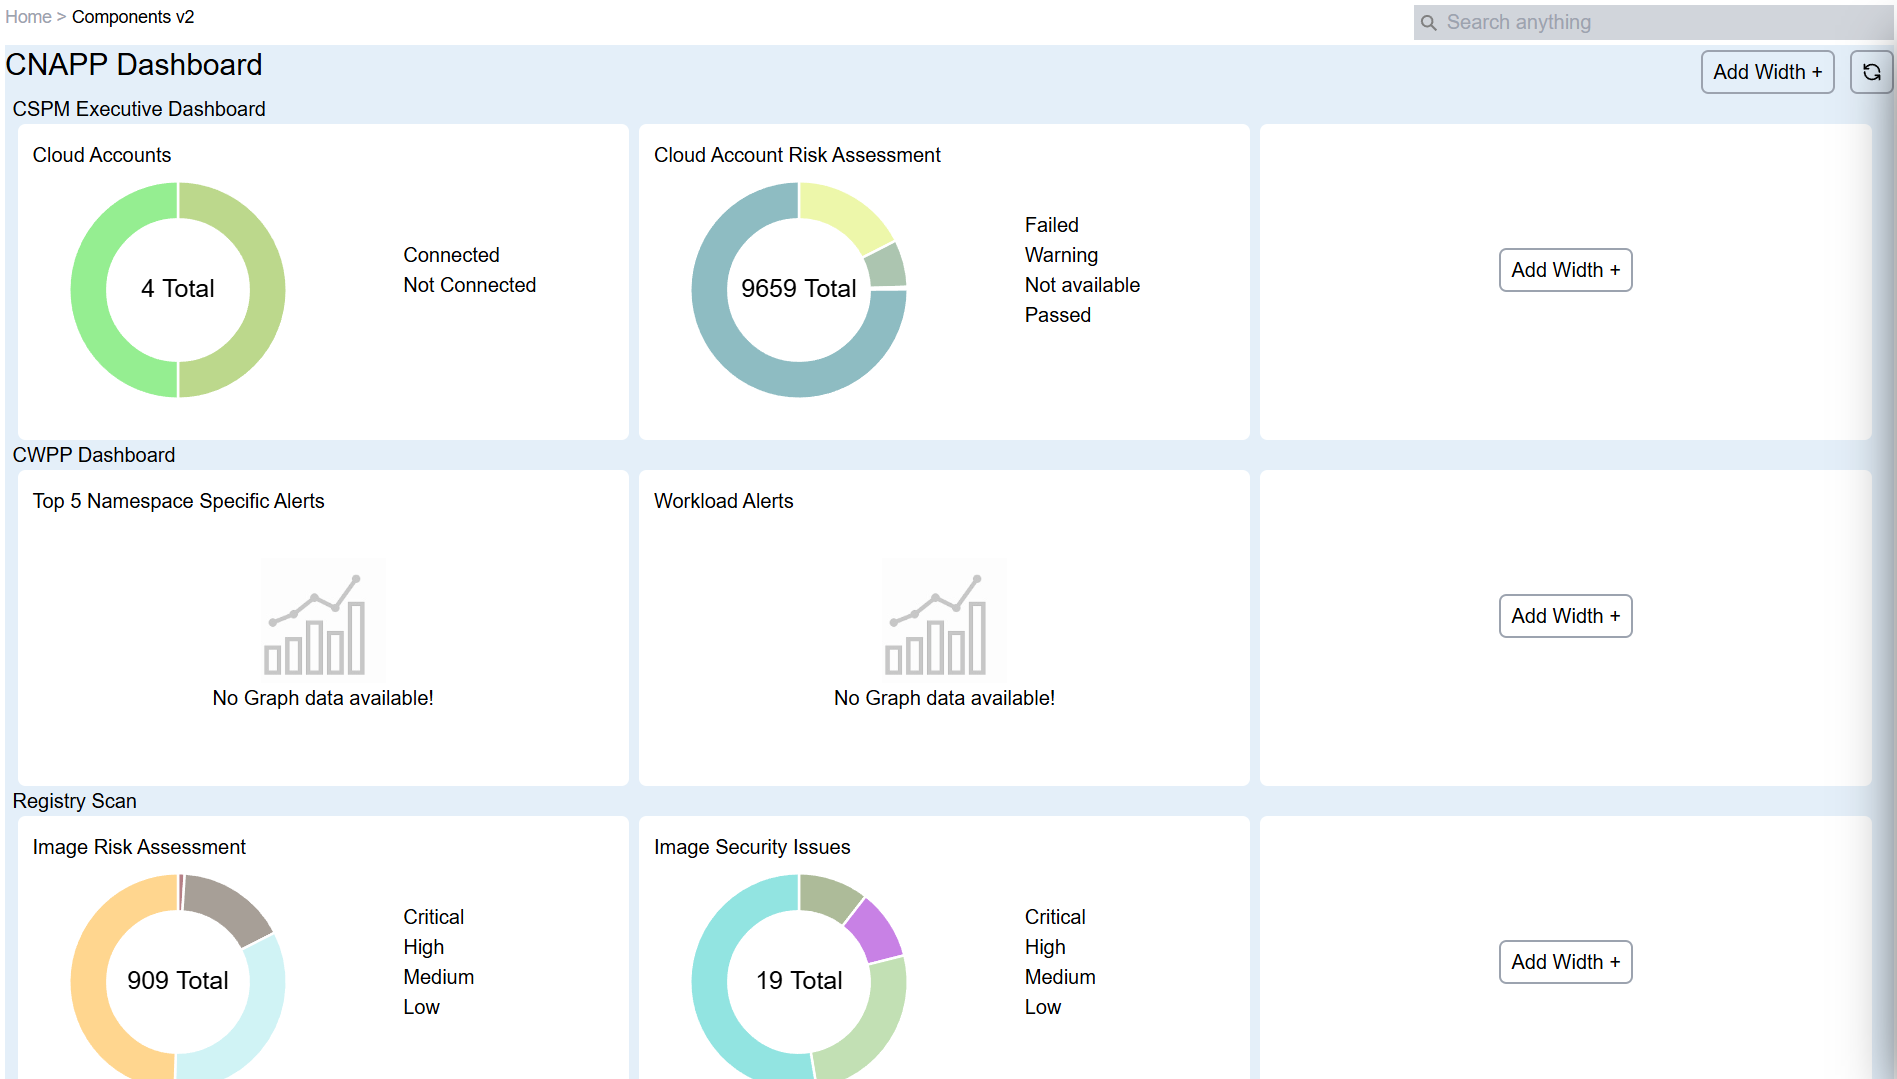 Home > Components v2
Search anything
CNAPP Dashboard
Add Width +
CSPM Executive Dashboard
Cloud Accounts
4 Total
Connected
Not Connected
Cloud Account Risk Assessment
9659 Total
Failed
Warning
Not available
Passed
Add Width +
CWPP Dashboard
Top 5 Namespace Specific Alerts
No Graph data available!
Workload Alerts
No Graph data available!
Add Width +
Registry Scan
Image Risk Assessment
909 Total
Critical
High
Medium
Low
Image Security Issues
19 Total
Critical
High
Medium
Low
Add Width +